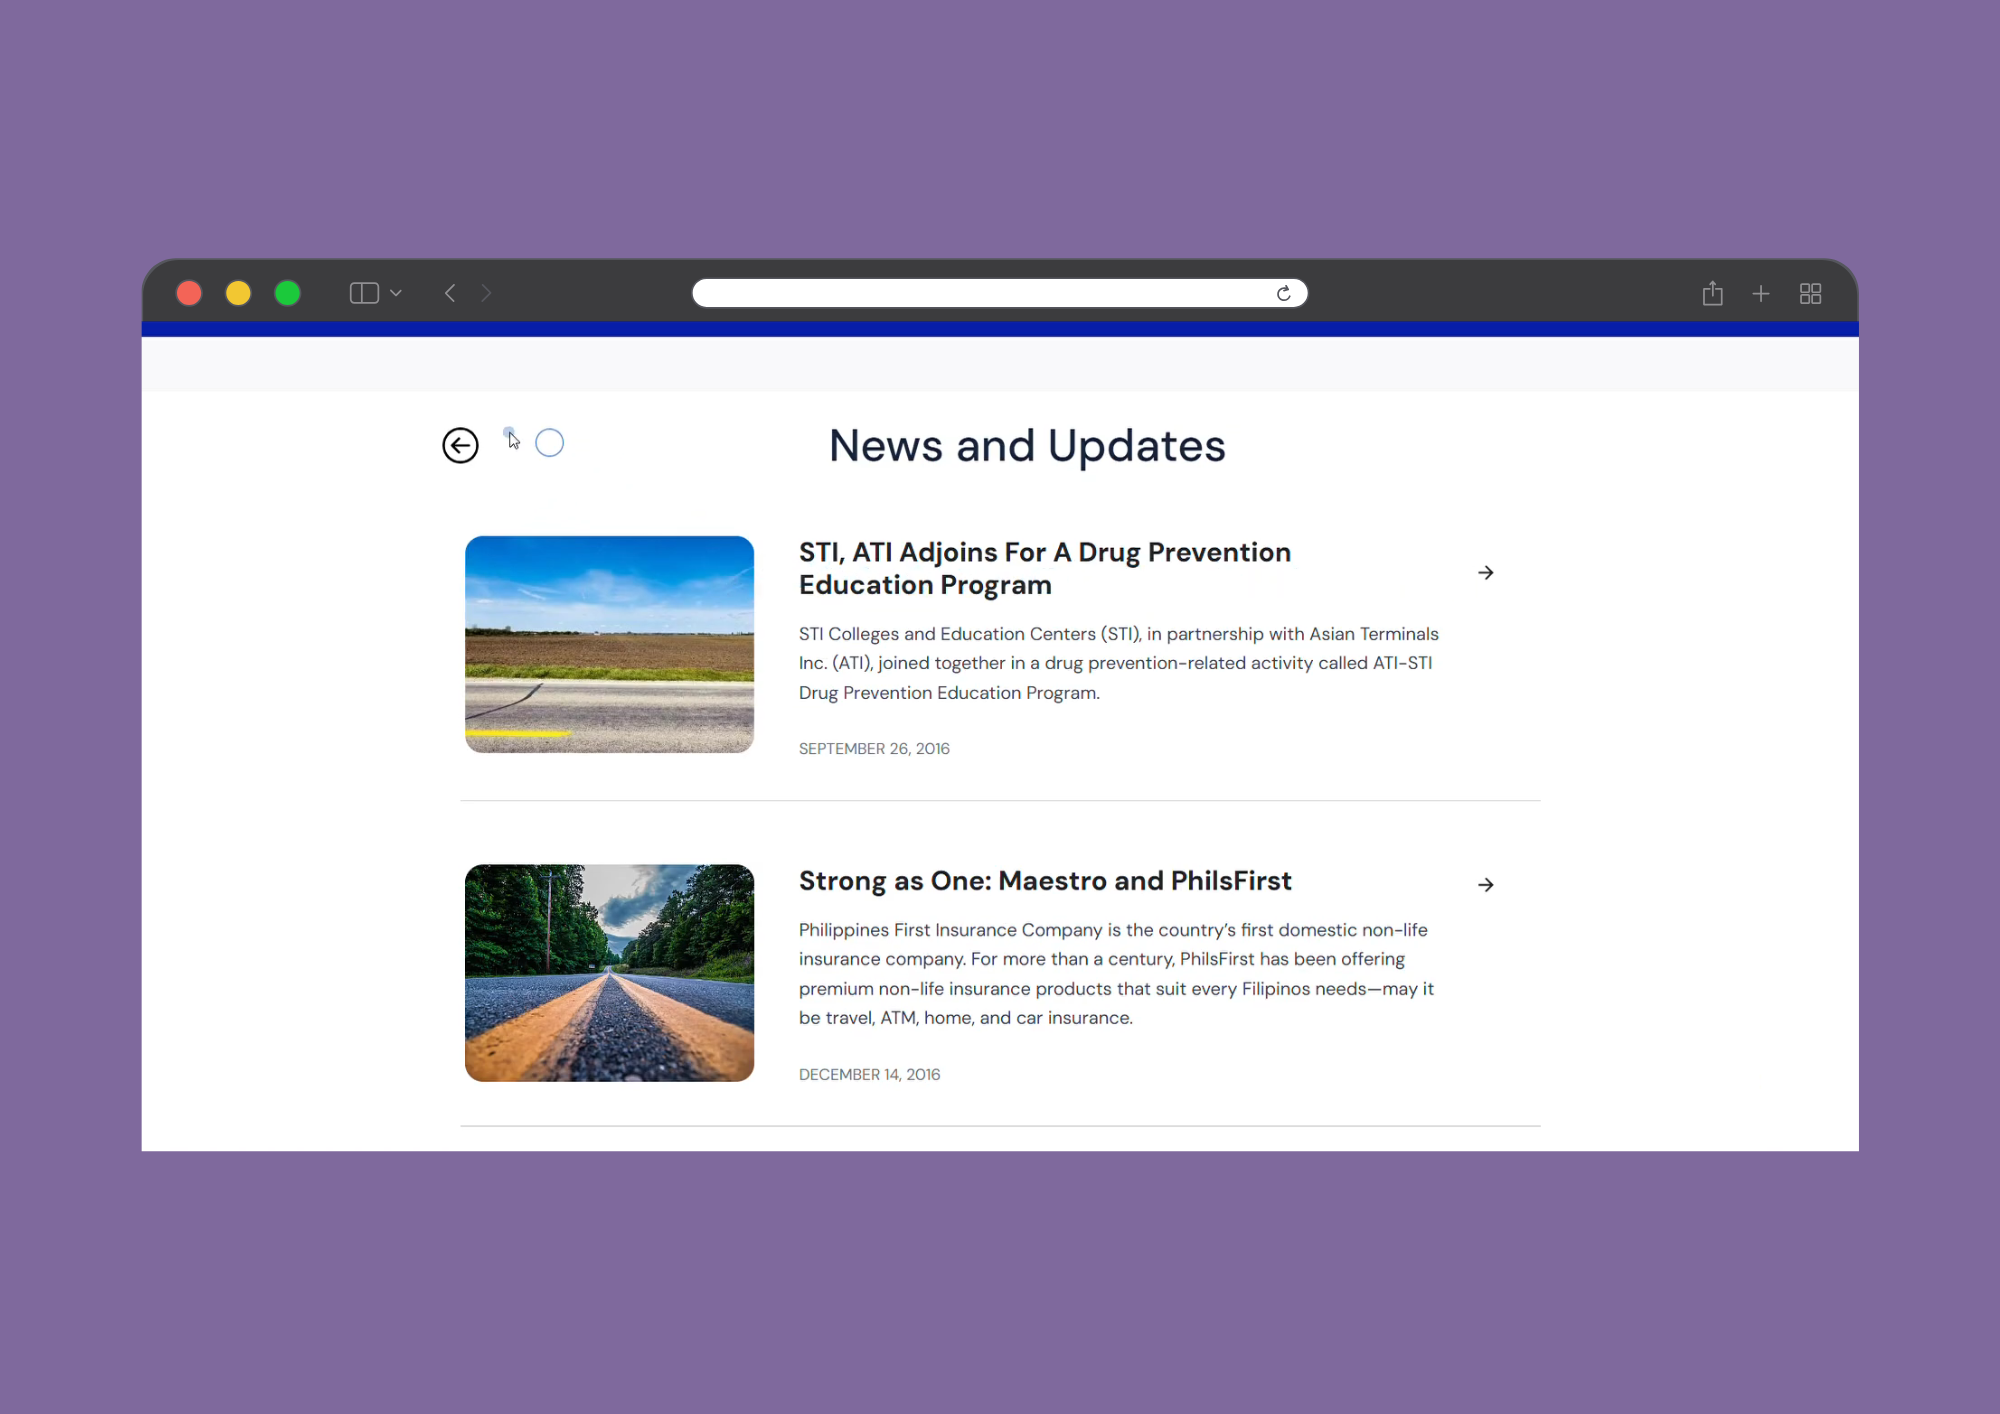 News and Updates
STI, ATI Adjoins For A Drug Prevention
Education Program
STI Colleges and Education Centers (STI), in partnership with Asian Terminals
Inc. (ATI), joined together in a drug prevention-related activity called ATI-STI
Drug Prevention Education Program.
SEPTEMBER 26, 2016
Strong as One: Maestro and PhilsFirst
Philippines First Insurance Company is the country’s first domestic non-life
insurance company. For more than a century, PhilsFirst has been offering
premium non-life insurance products that suit every Filipinos needs—may it
be travel, ATM, home, and car insurance.
DECEMBER 14, 2016